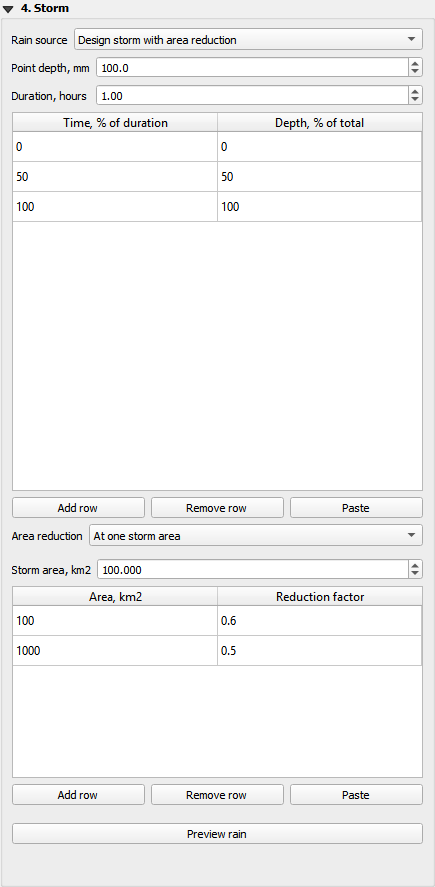 4. Storm
Rain source Design storm with area reduction
Point depth, mm 100.0
Duration, hours 1.00
Time, % of duration Depth, % of total
0 0
50 50
100 100
Add row Remove row Paste
Area reduction At one storm area
Storm area, km2 100.000
Area, km2 Reduction factor
100 0.6
1000 0.5
Add row Remove row Paste
Preview rain